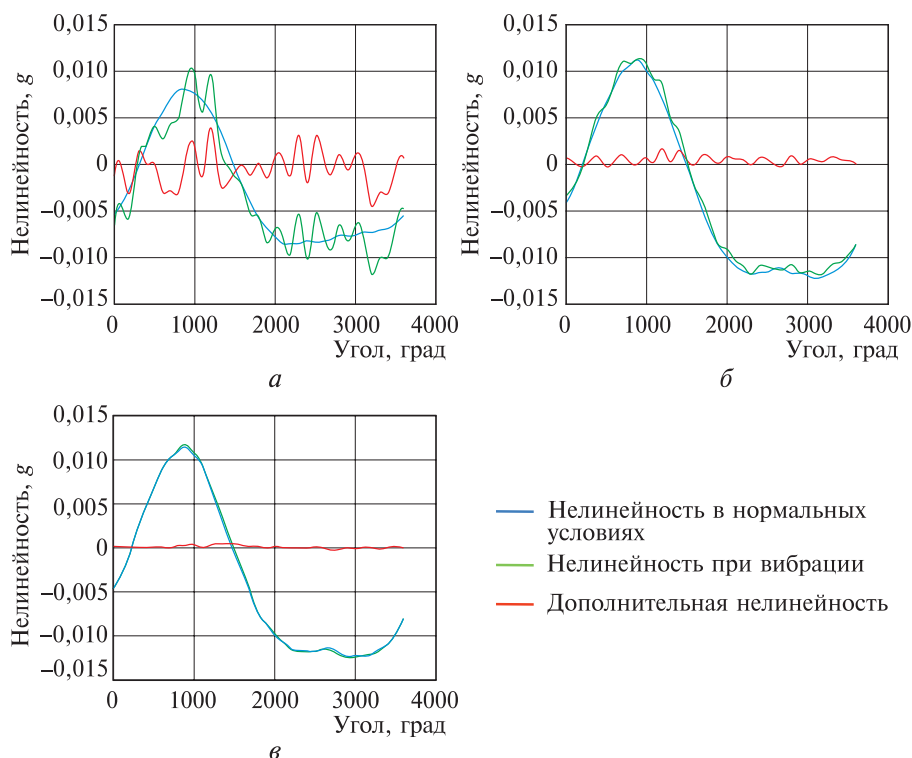 Нелинейность, g
0,015
0,010
0,005
0
−0,005
−0,010
−0,015
0 1000 2000 3000 4000
Угол, град
а
Нелинейность, g
0,015
0,010
0,005
0
−0,005
−0,010
−0,015
0 1000 2000 3000 4000
Угол, град
б
Нелинейность, g
0,015
0,010
0,005
0
−0,005
−0,010
−0,015
0 1000 2000 3000 4000
Угол, град
в
Нелинейность в нормальных
условиях
Нелинейность при вибрации
Дополнительная нелинейность